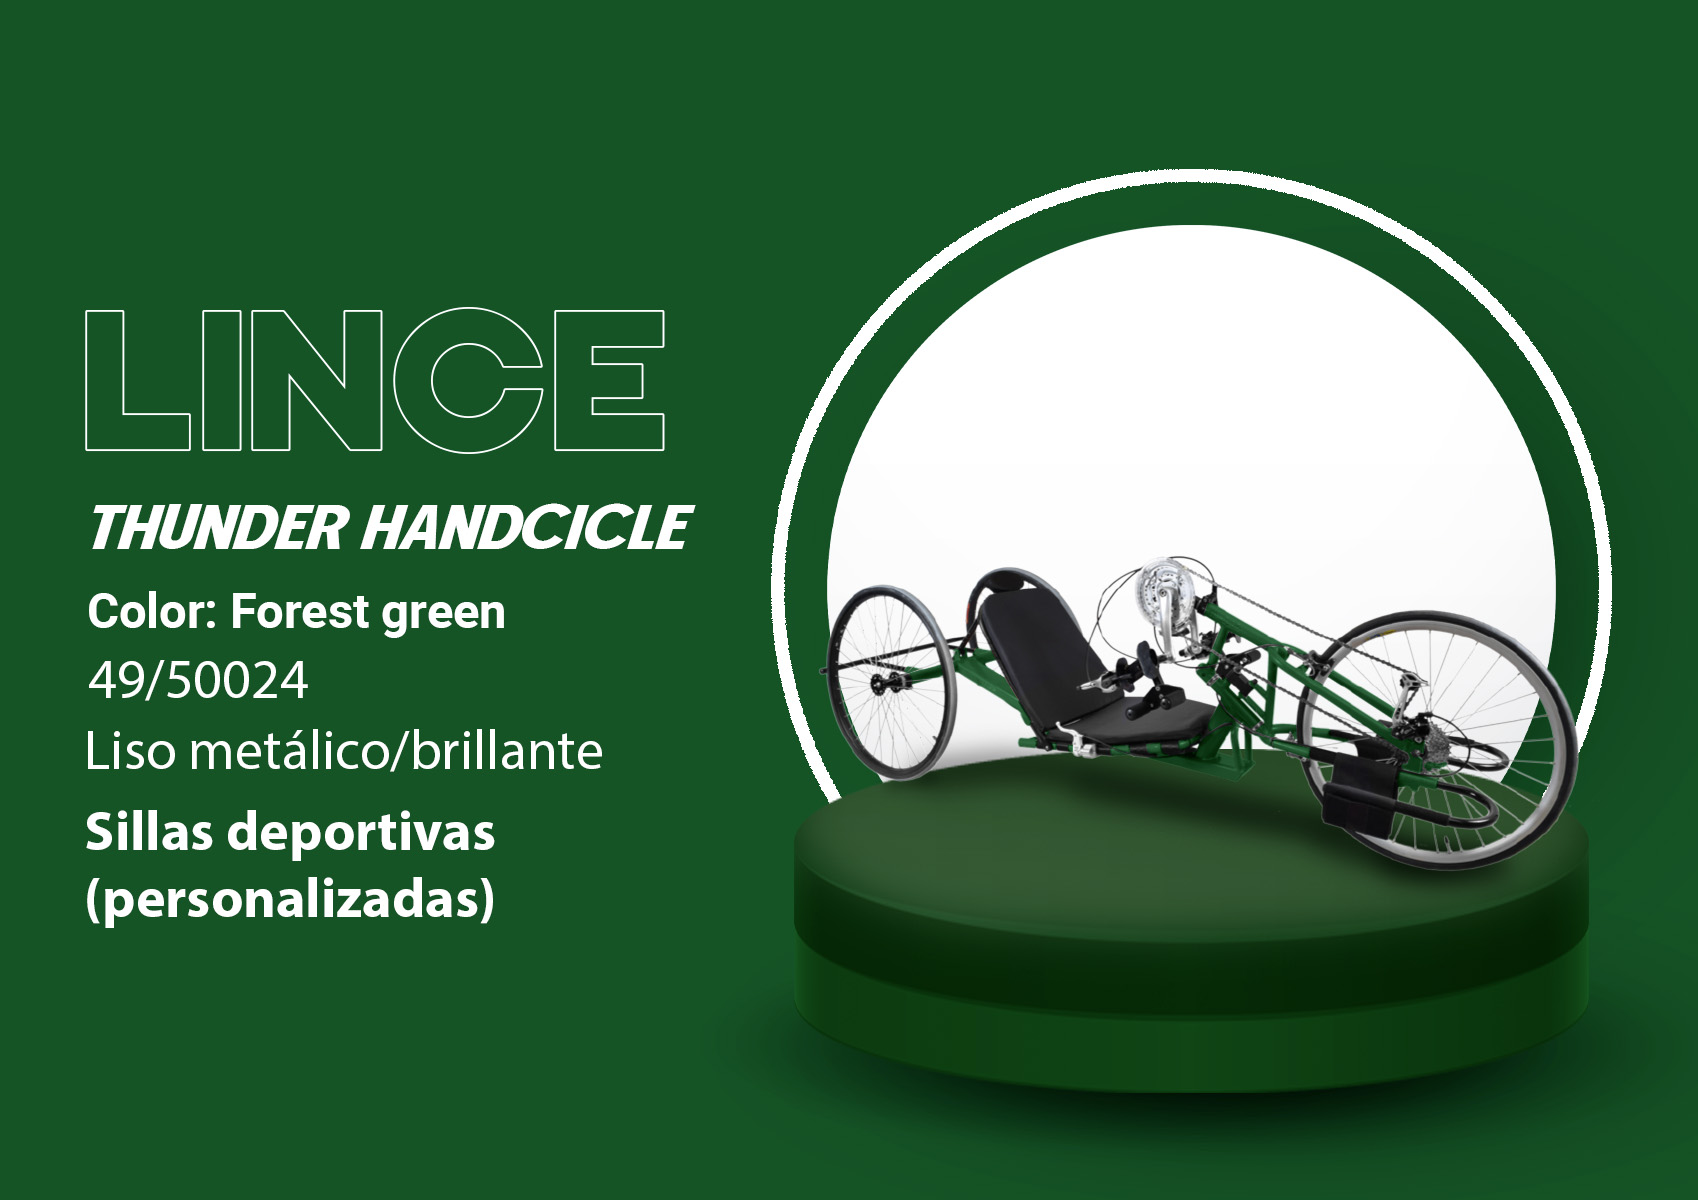 LINCE
THUNDER HANDCICLE
Color: Forest green
49/50024
Liso metálico/brillante
Sillas deportivas
(personalizadas)